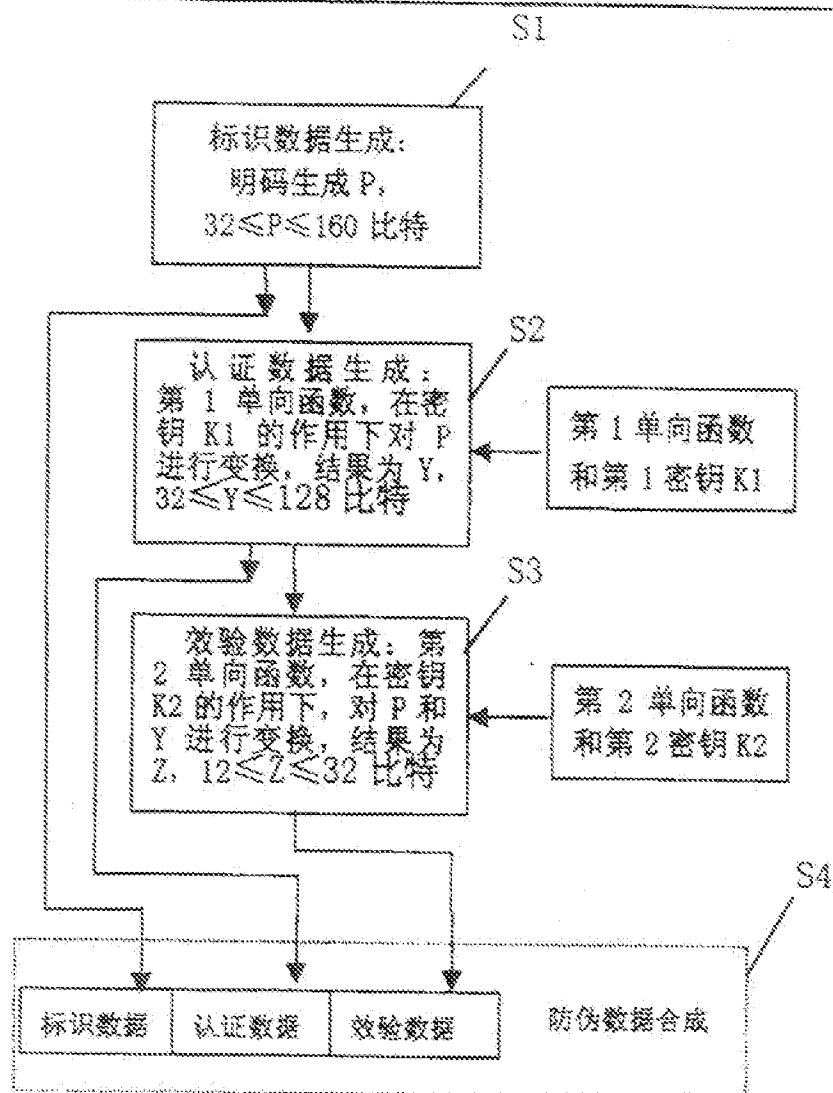 S1
标识数据生成：
明码生成 P，
32≤P≤160 比特
S2
认证数据生成：
第 1 单向函数，在密
钥 K1 的作用下对 P
进行变换，结果为 Y，
32≤Y≤128 比特
第 1 单向函数
和第 1 密钥 K1
S3
效验数据生成：第
2 单向函数，在密钥
K2 的作用下，对 P 和
Y 进行变换，结果为
Z，12≤Z≤32 比特
第 2 单向函数
和第 2 密钥 K2
S4
标识数据 认证数据 效验数据 防伪数据合成